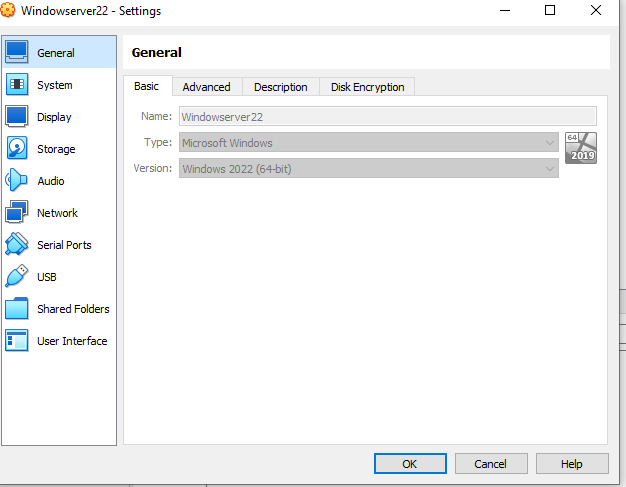 Windowserver22 - Settings
General
System
Display
Storage
Audio
Network
Serial Ports
USB
Shared Folders
User Interface
General
Basic Advanced Description Disk Encryption
Name: Windowserver22
Type: Microsoft Windows
64
2019
Version: Windows 2022 (64-bit)
OK Cancel Help